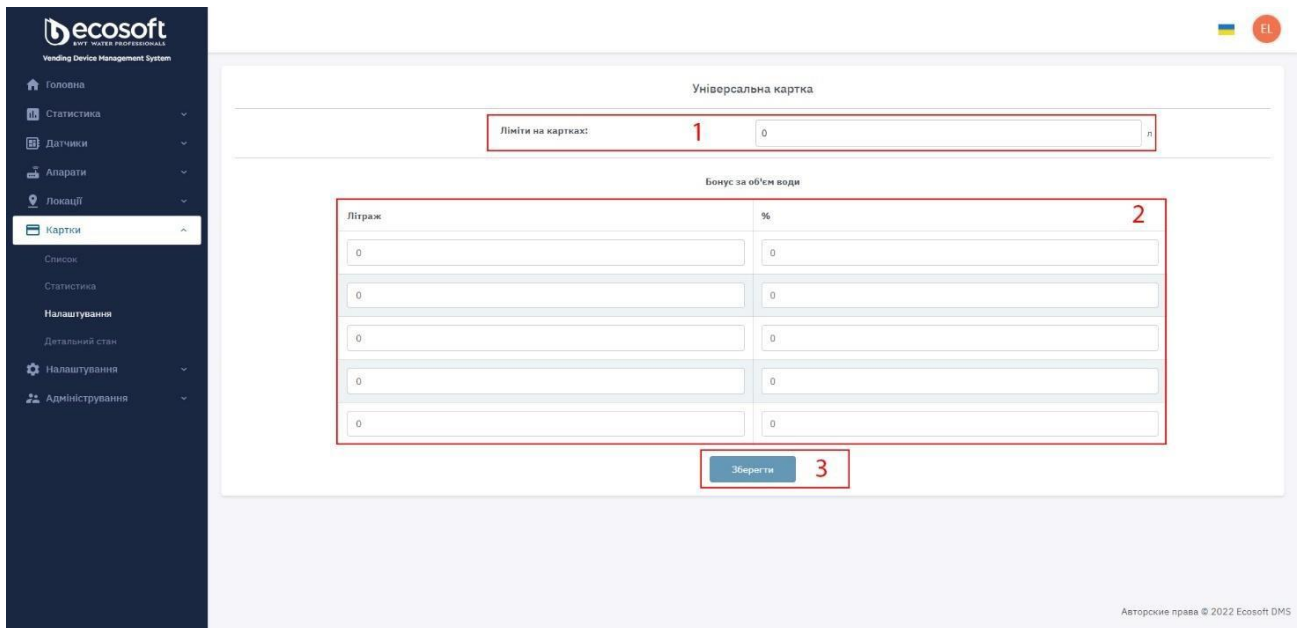 ecosoft
BWT WATER PROFESSIONALS
Vending Device Management System
EL
Головна
Статистика
Датчики
Апарати
Локації
Картки
Список
Статистика
Налаштування
Детальний стан
Налаштування
Адміністрування
Універсальна картка
Ліміти на картках: 1 0 л
Бонус за об'єм води
Літраж % 2
0 0
0 0
0 0
0 0
0 0
Зберегти 3
Авторские права © 2022 Ecosoft DMS